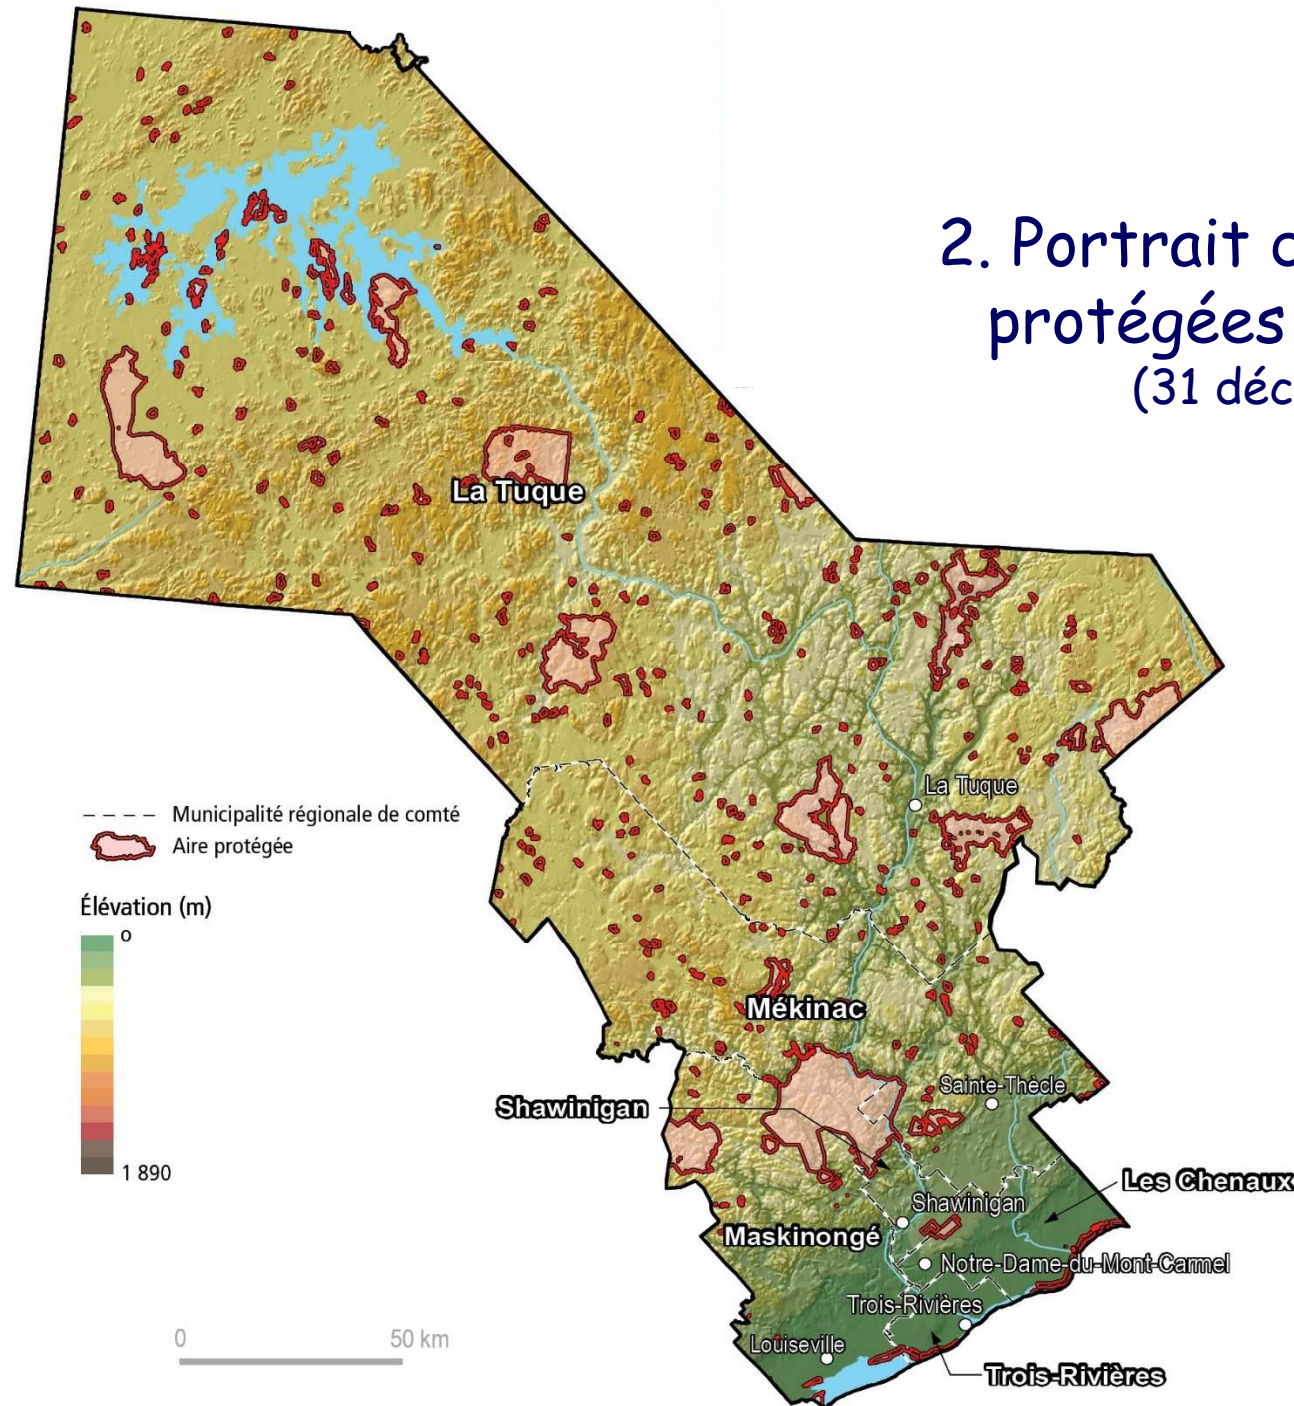 2. Portrait
protégées
(31 déc
La Tuque
Municipalité régionale de comté
Aire protégée
La Tuque
Élévation (m)
0
1 890
Mékinac
Sainte-Thècle
Shawinigan
Les Chenaux
Shawinigan
Maskinongé
Notre-Dame-du-Mont-Carmel
Trois-Rivières
0
50 km
Louiseville
Trois-Rivières